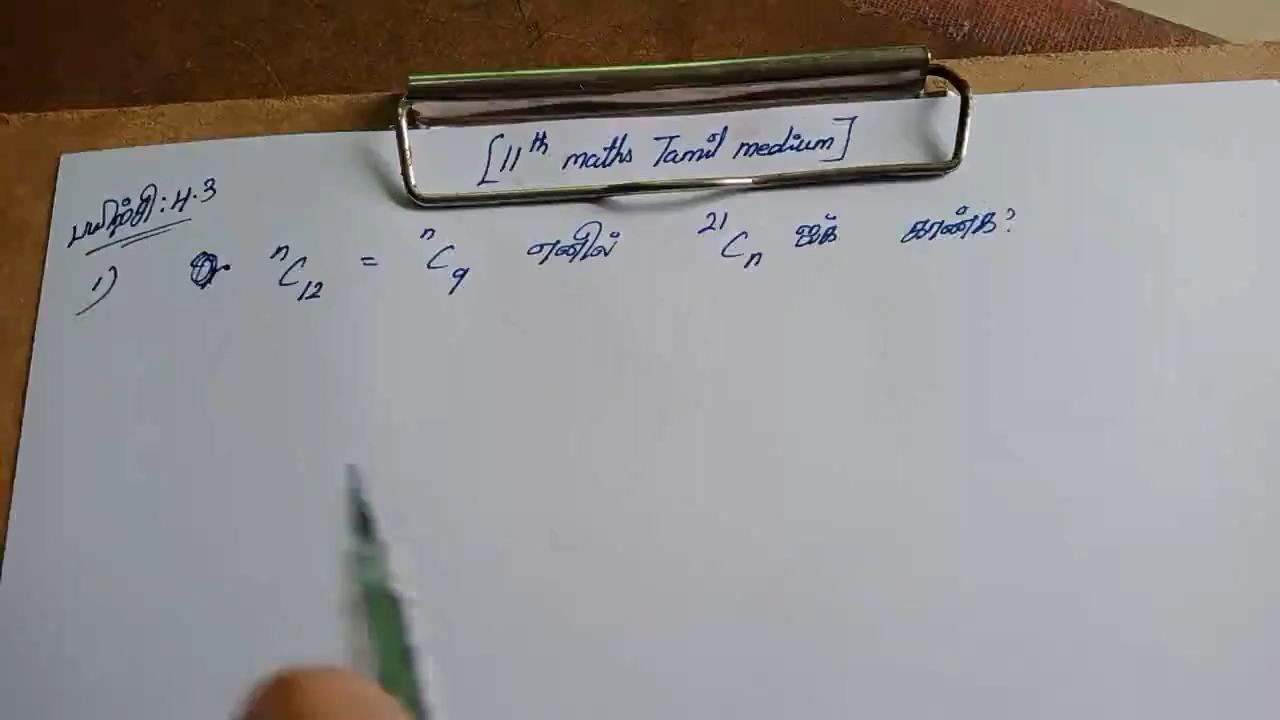 [11th maths Tamil medium]
பயிற்சி : 4.3
1) ⁿC₁₂ = ⁿC₉ எனில் ²¹Cₙ ஐக் காண்க?